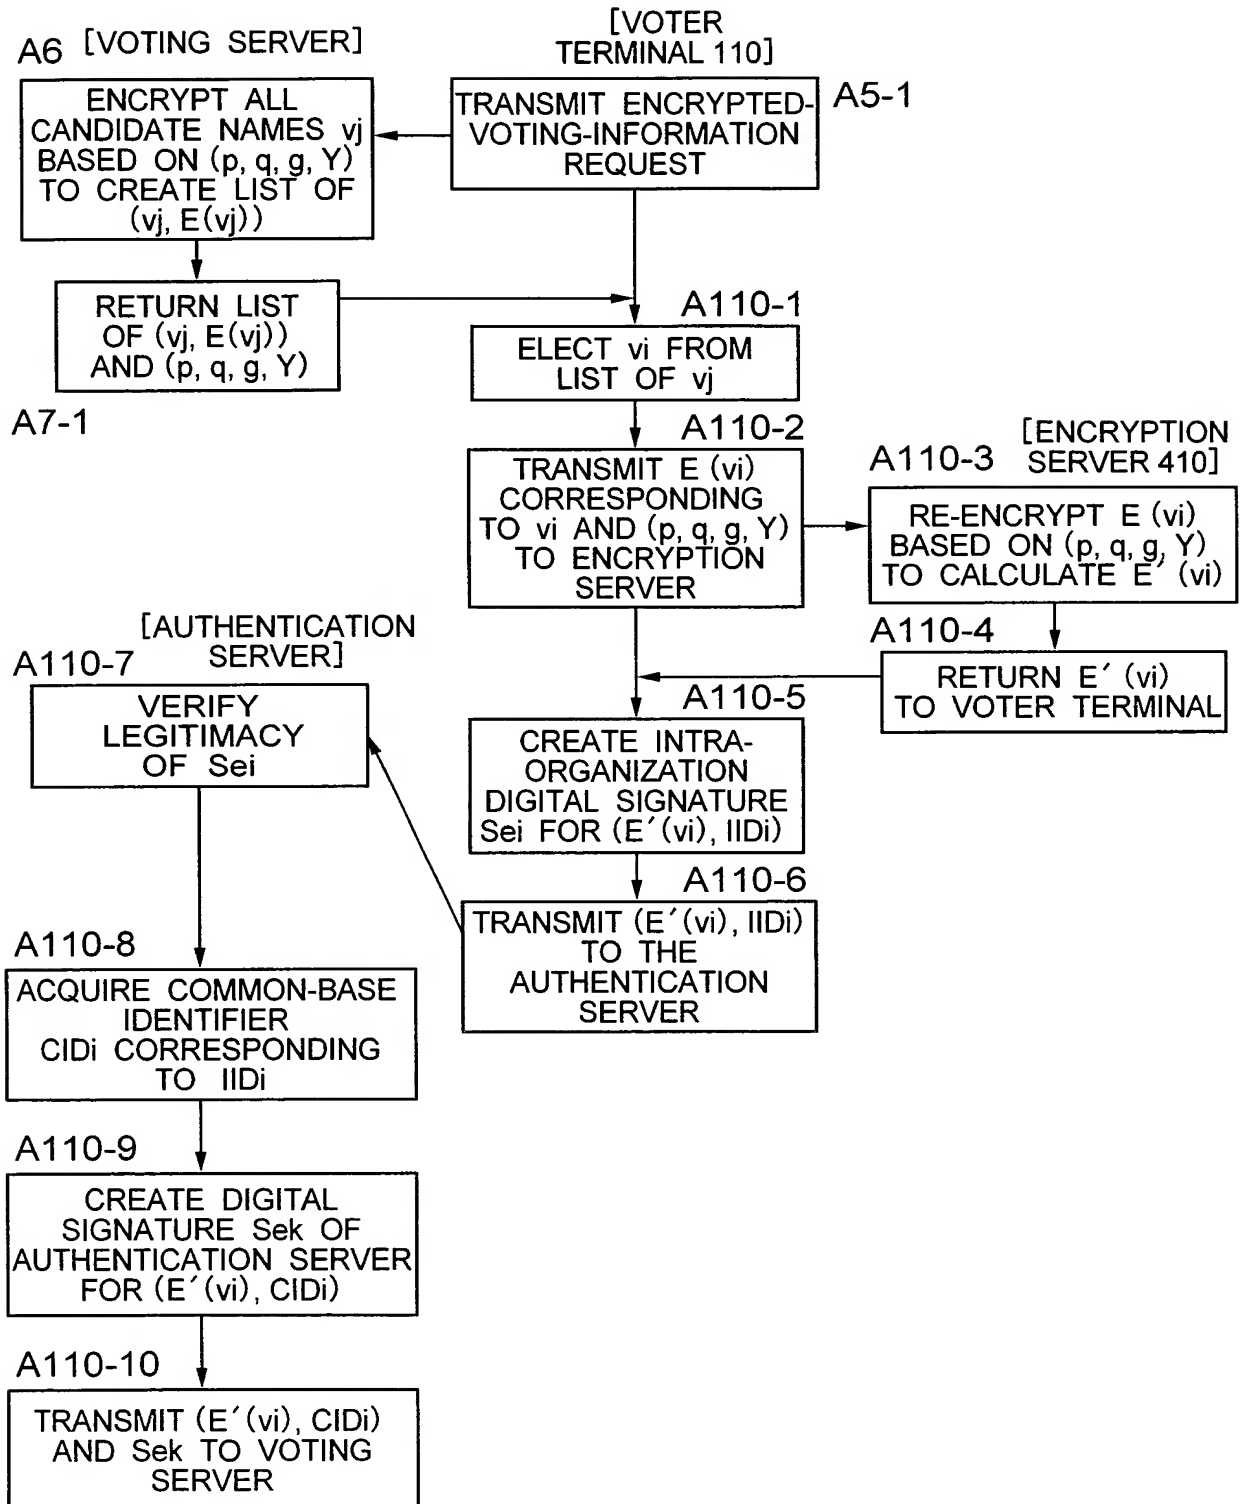 A6 [VOTING SERVER]
ENCRYPT ALL
CANDIDATE NAMES vj
BASED ON (p, q, g, Y)
TO CREATE LIST OF
(vj, E(vj))
[VOTER
TERMINAL 110]
TRANSMIT ENCRYPTED-
VOTING-INFORMATION
REQUEST
A5-1
RETURN LIST
OF (vj, E(vj))
AND (p, q, g, Y)
A7-1
A110-1
ELECT vi FROM
LIST OF vj
A110-2
TRANSMIT E (vi)
CORRESPONDING
TO vi AND (p, q, g, Y)
TO ENCRYPTION
SERVER
A110-3
[ENCRYPTION
SERVER 410]
RE-ENCRYPT E (vi)
BASED ON (p, q, g, Y)
TO CALCULATE E′ (vi)
A110-4
RETURN E′ (vi)
TO VOTER TERMINAL
A110-5
CREATE INTRA-
ORGANIZATION
DIGITAL SIGNATURE
Sei FOR (E′(vi), IIDi)
A110-6
TRANSMIT (E′(vi), IIDi)
TO THE
AUTHENTICATION
SERVER
[AUTHENTICATION
SERVER]
A110-7
VERIFY
LEGITIMACY
OF Sei
A110-8
ACQUIRE COMMON-BASE
IDENTIFIER
CIDi CORRESPONDING
TO IIDi
A110-9
CREATE DIGITAL
SIGNATURE Sek OF
AUTHENTICATION SERVER
FOR (E′(vi), CIDi)
A110-10
TRANSMIT (E′(vi), CIDi)
AND Sek TO VOTING
SERVER